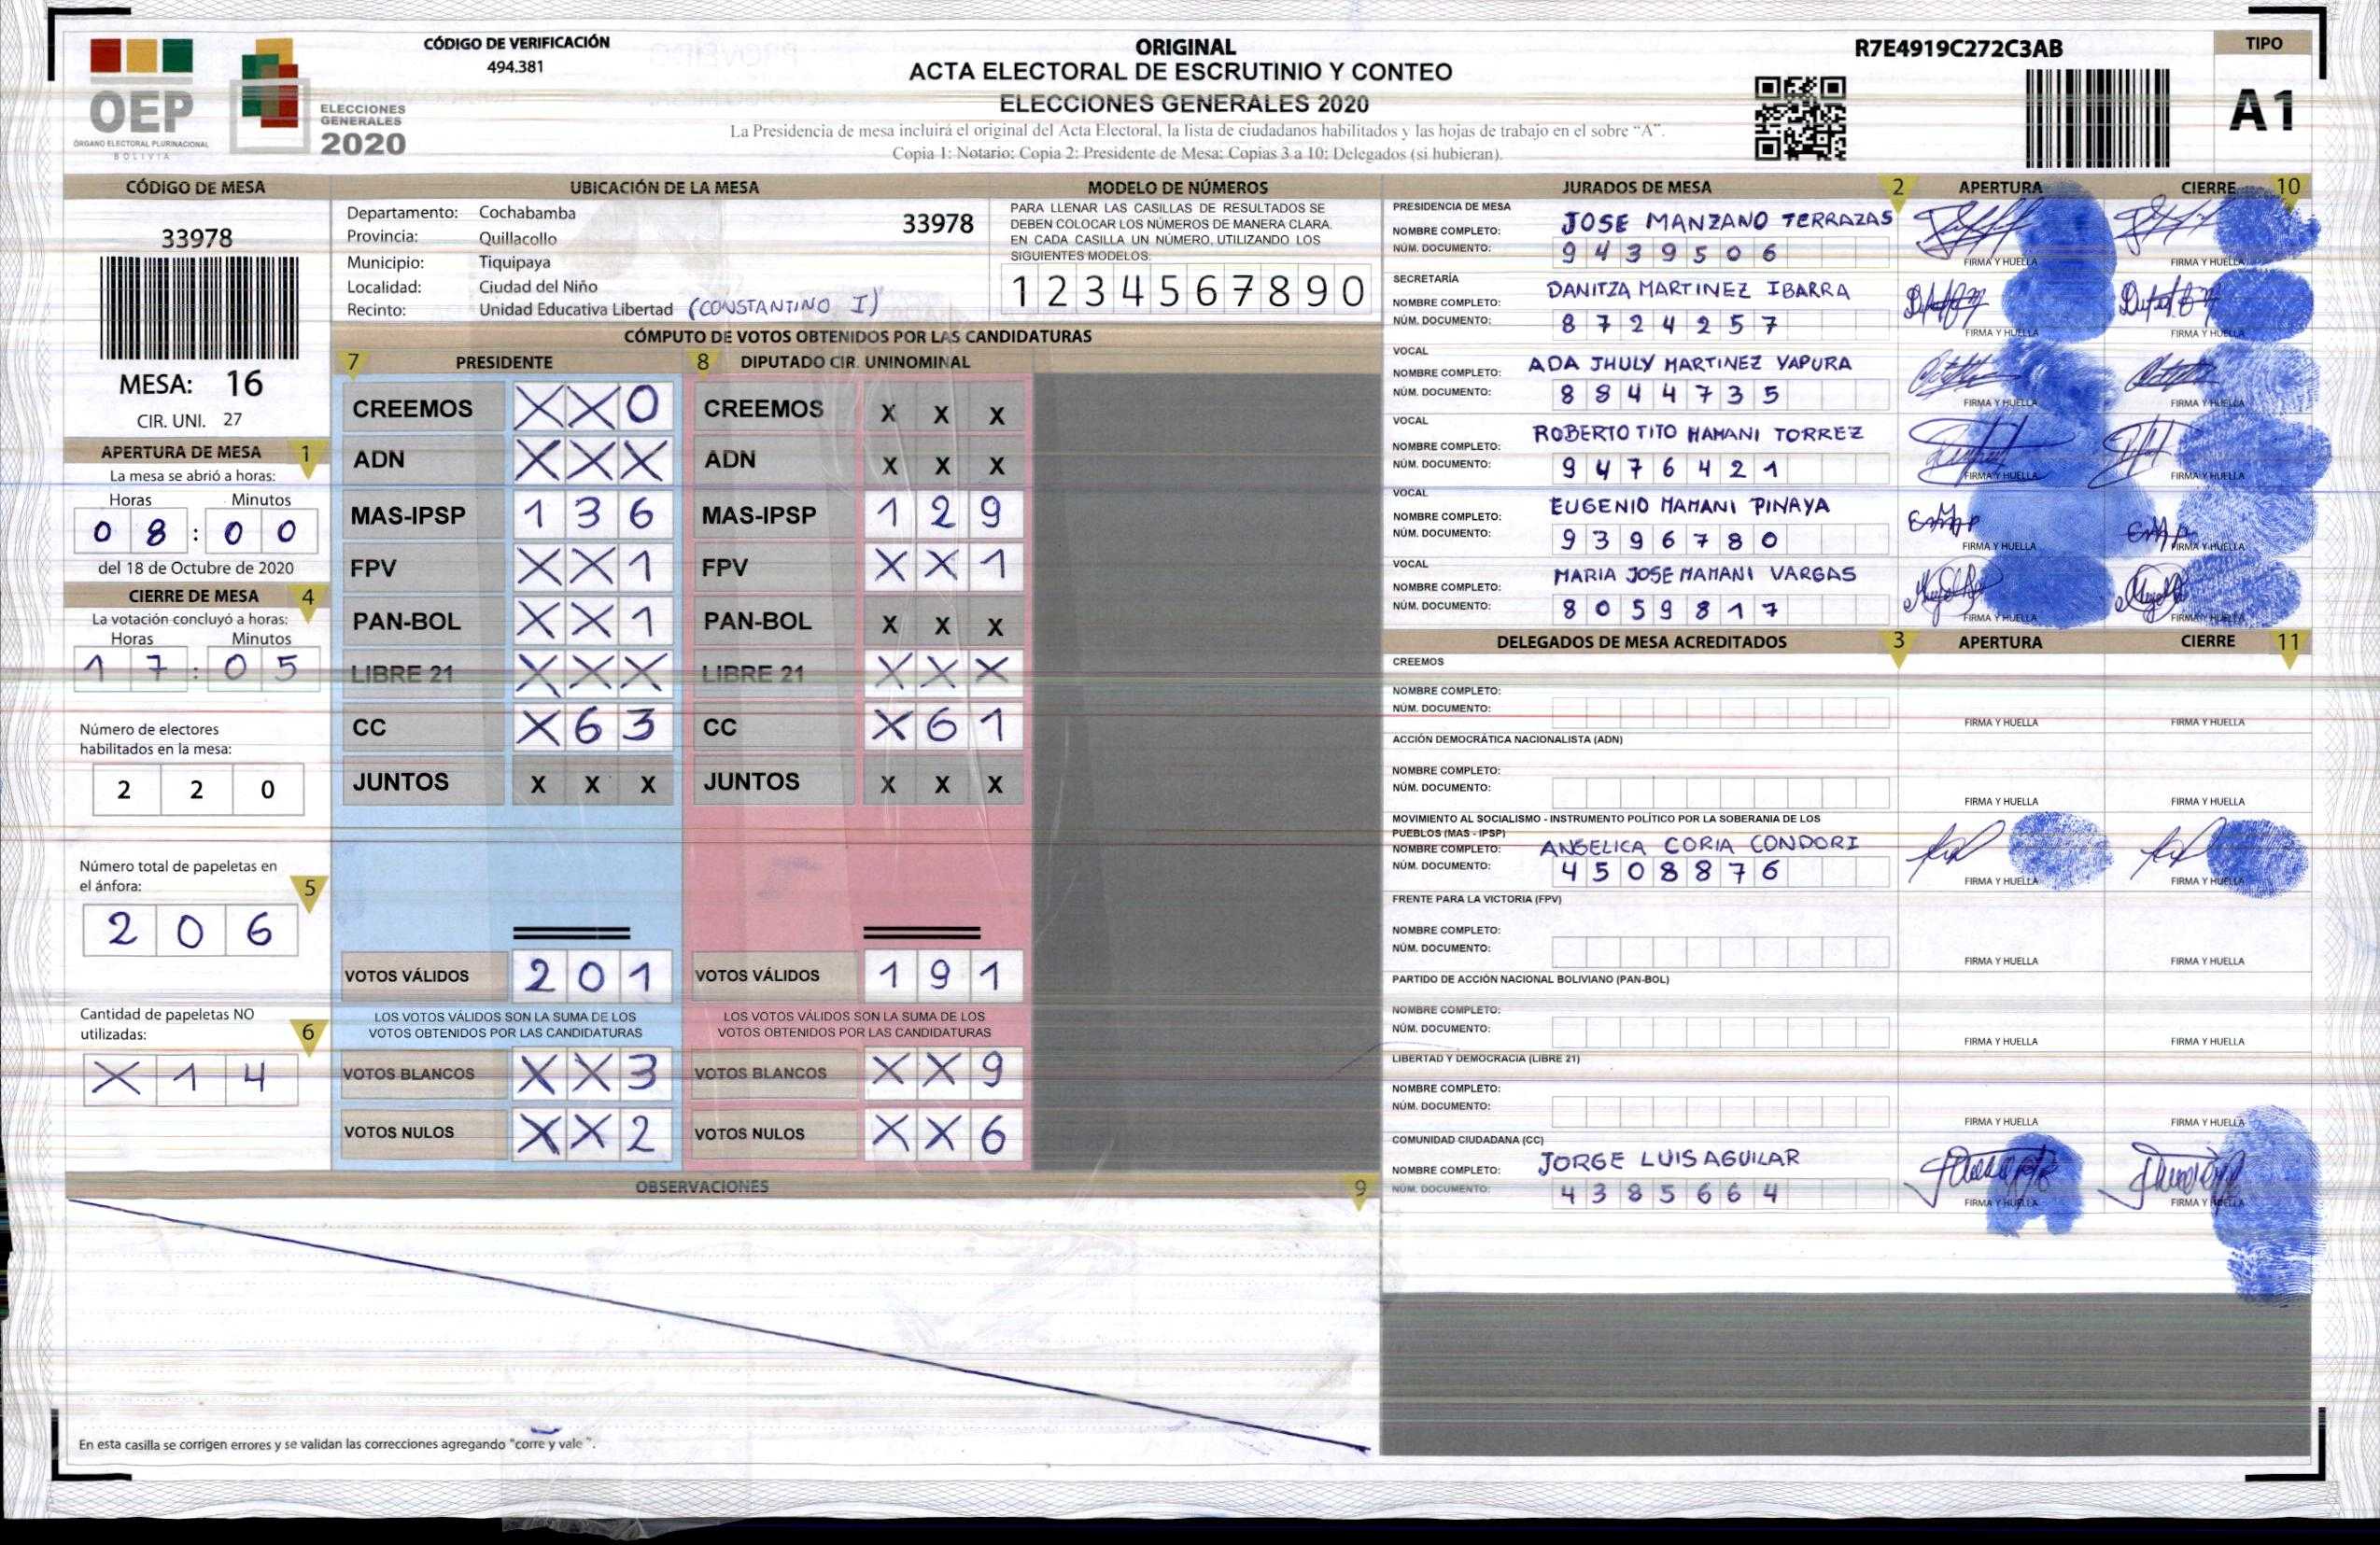 CÓDIGO DE VERIFICACIÓN
494.381
OEP
ÓRGANO ELECTORAL PLURINACIONAL
BOLIVIA
ELECCIONES
GENERALES
2020
ORIGINAL
ACTA ELECTORAL DE ESCRUTINIO Y CONTEO
ELECCIONES GENERALES 2020
La Presidencia de mesa incluirá el original del Acta Electoral, la lista de ciudadanos habilitados y las hojas de trabajo en el sobre “A”.
Copia 1: Notario: Copia 2: Presidente de Mesa: Copias 3 a 10: Delegados (si hubieran).
R7E4919C272C3AB
TIPO
A1
CÓDIGO DE MESA
33978
MESA: 16
CIR. UNI. 27
APERTURA DE MESA 1
La mesa se abrió a horas:
Horas Minutos
0 8 : 0 0
del 18 de Octubre de 2020
CIERRE DE MESA 4
La votación concluyó a horas:
Horas Minutos
1 7 : 0 5
Número de electores
habilitados en la mesa:
2 2 0
Número total de papeletas en
el ánfora: 5
2 0 6
Cantidad de papeletas NO
utilizadas: 6
X 1 4
UBICACIÓN DE LA MESA
Departamento: Cochabamba
Provincia: Quillacollo
Municipio: Tiquipaya
Localidad: Ciudad del Niño
Recinto: Unidad Educativa Libertad (CONSTANTINO I)
33978
MODELO DE NÚMEROS
PARA LLENAR LAS CASILLAS DE RESULTADOS SE
DEBEN COLOCAR LOS NÚMEROS DE MANERA CLARA.
EN CADA CASILLA UN NÚMERO, UTILIZANDO LOS
SIGUIENTES MODELOS:
1 2 3 4 5 6 7 8 9 0
CÓMPUTO DE VOTOS OBTENIDOS POR LAS CANDIDATURAS
7 PRESIDENTE 8 DIPUTADO CIR. UNINOMINAL
CREEMOS X X 0 CREEMOS X X X
ADN X X X ADN X X X
MAS-IPSP 1 3 6 MAS-IPSP 1 2 9
FPV X X 1 FPV X X 1
PAN-BOL X X 1 PAN-BOL X X X
LIBRE 21 X X X LIBRE 21 X X X
CC X 6 3 CC X 6 1
JUNTOS X X X JUNTOS X X X
VOTOS VÁLIDOS 2 0 1 VOTOS VÁLIDOS 1 9 1
LOS VOTOS VÁLIDOS SON LA SUMA DE LOS LOS VOTOS VÁLIDOS SON LA SUMA DE LOS
VOTOS OBTENIDOS POR LAS CANDIDATURAS VOTOS OBTENIDOS POR LAS CANDIDATURAS
VOTOS BLANCOS X X 3 VOTOS BLANCOS X X 9
VOTOS NULOS X X 2 VOTOS NULOS X X 6
OBSERVACIONES 9
En esta casilla se corrigen errores y se validan las correcciones agregando "corre y vale ".
JURADOS DE MESA 2 APERTURA CIERRE 10
PRESIDENCIA DE MESA
NOMBRE COMPLETO: JOSE MANZANO TERRAZAS
NÚM. DOCUMENTO: 9 4 3 9 5 0 6
FIRMA Y HUELLA FIRMA Y HUELLA
SECRETARÍA
NOMBRE COMPLETO: DANITZA MARTINEZ IBARRA
NÚM. DOCUMENTO: 8 7 2 4 2 5 7
FIRMA Y HUELLA FIRMA Y HUELLA
VOCAL
NOMBRE COMPLETO: ADA JHULY MARTINEZ YAPURA
NÚM. DOCUMENTO: 8 8 4 4 7 3 5
FIRMA Y HUELLA FIRMA Y HUELLA
VOCAL
NOMBRE COMPLETO: ROBERTO TITO MAMANI TORREZ
NÚM. DOCUMENTO: 9 4 7 6 4 2 1
FIRMA Y HUELLA FIRMA Y HUELLA
VOCAL
NOMBRE COMPLETO: EUGENIO MAMANI PINAYA
NÚM. DOCUMENTO: 9 3 9 6 7 8 0
FIRMA Y HUELLA FIRMA Y HUELLA
VOCAL
NOMBRE COMPLETO: MARIA JOSE MAMANI VARGAS
NÚM. DOCUMENTO: 8 0 5 9 8 1 7
FIRMA Y HUELLA FIRMA Y HUELLA
DELEGADOS DE MESA ACREDITADOS 3 APERTURA CIERRE 11
CREEMOS
NOMBRE COMPLETO:
NÚM. DOCUMENTO:
FIRMA Y HUELLA FIRMA Y HUELLA
ACCIÓN DEMOCRÁTICA NACIONALISTA (ADN)
NOMBRE COMPLETO:
NÚM. DOCUMENTO:
FIRMA Y HUELLA FIRMA Y HUELLA
MOVIMIENTO AL SOCIALISMO - INSTRUMENTO POLÍTICO POR LA SOBERANIA DE LOS
PUEBLOS (MAS - IPSP)
NOMBRE COMPLETO: ANGELICA CORIA CONDORI
NÚM. DOCUMENTO: 4 5 0 8 8 7 6
FIRMA Y HUELLA FIRMA Y HUELLA
FRENTE PARA LA VICTORIA (FPV)
NOMBRE COMPLETO:
NÚM. DOCUMENTO:
FIRMA Y HUELLA FIRMA Y HUELLA
PARTIDO DE ACCIÓN NACIONAL BOLIVIANO (PAN-BOL)
NOMBRE COMPLETO:
NÚM. DOCUMENTO:
FIRMA Y HUELLA FIRMA Y HUELLA
LIBERTAD Y DEMOCRACIA (LIBRE 21)
NOMBRE COMPLETO:
NÚM. DOCUMENTO:
FIRMA Y HUELLA FIRMA Y HUELLA
COMUNIDAD CIUDADANA (CC)
NOMBRE COMPLETO: JORGE LUIS AGUILAR
NÚM. DOCUMENTO: 4 3 8 5 6 6 4
FIRMA Y HUELLA FIRMA Y HUELLA